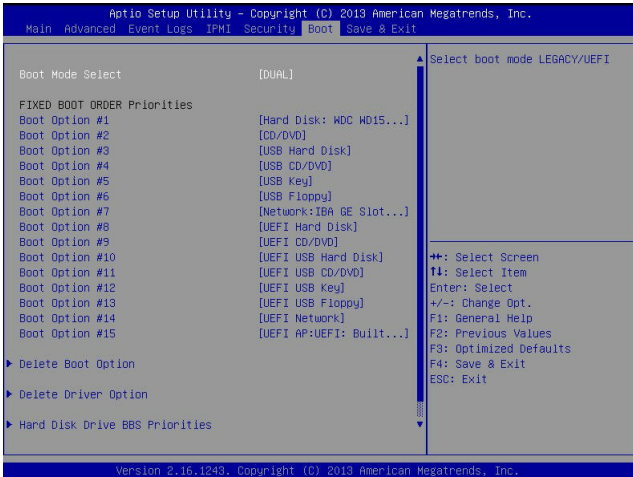 Aptio Setup Utility – Copyright (C) 2013 American Megatrends, Inc.
Main Advanced Event Logs IPMI Security Boot Save & Exit
Boot Mode Select [DUAL]
FIXED BOOT ORDER Priorities
Boot Option #1 [Hard Disk: WDC WD15...]
Boot Option #2 [CD/DVD]
Boot Option #3 [USB Hard Disk]
Boot Option #4 [USB CD/DVD]
Boot Option #5 [USB Key]
Boot Option #6 [USB Floppy]
Boot Option #7 [Network:IBA GE Slot...]
Boot Option #8 [UEFI Hard Disk]
Boot Option #9 [UEFI CD/DVD]
Boot Option #10 [UEFI USB Hard Disk]
Boot Option #11 [UEFI USB CD/DVD]
Boot Option #12 [UEFI USB Key]
Boot Option #13 [UEFI USB Floppy]
Boot Option #14 [UEFI Network]
Boot Option #15 [UEFI AP:UEFI: Built...]
Delete Boot Option
Delete Driver Option
Hard Disk Drive BBS Priorities
Select boot mode LEGACY/UEFI
→←: Select Screen
↑↓: Select Item
Enter: Select
+/-: Change Opt.
F1: General Help
F2: Previous Values
F3: Optimized Defaults
F4: Save & Exit
ESC: Exit
Version 2.16.1243. Copyright (C) 2013 American Megatrends, Inc.